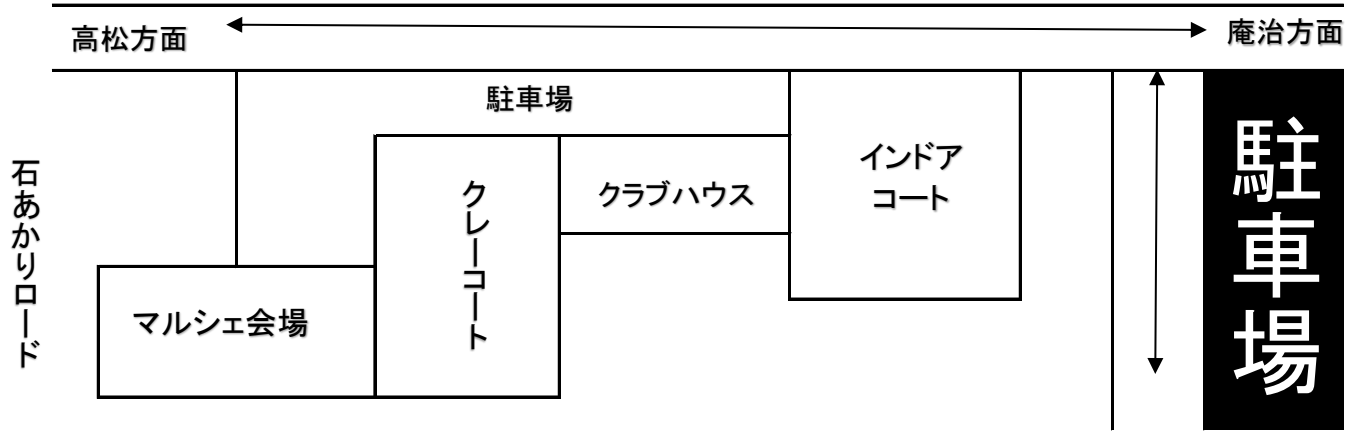 高松方面
庵治方面
駐車場
石あかりロード
マルシェ会場
クレーコート
クラブハウス
インドア
コート
駐車場